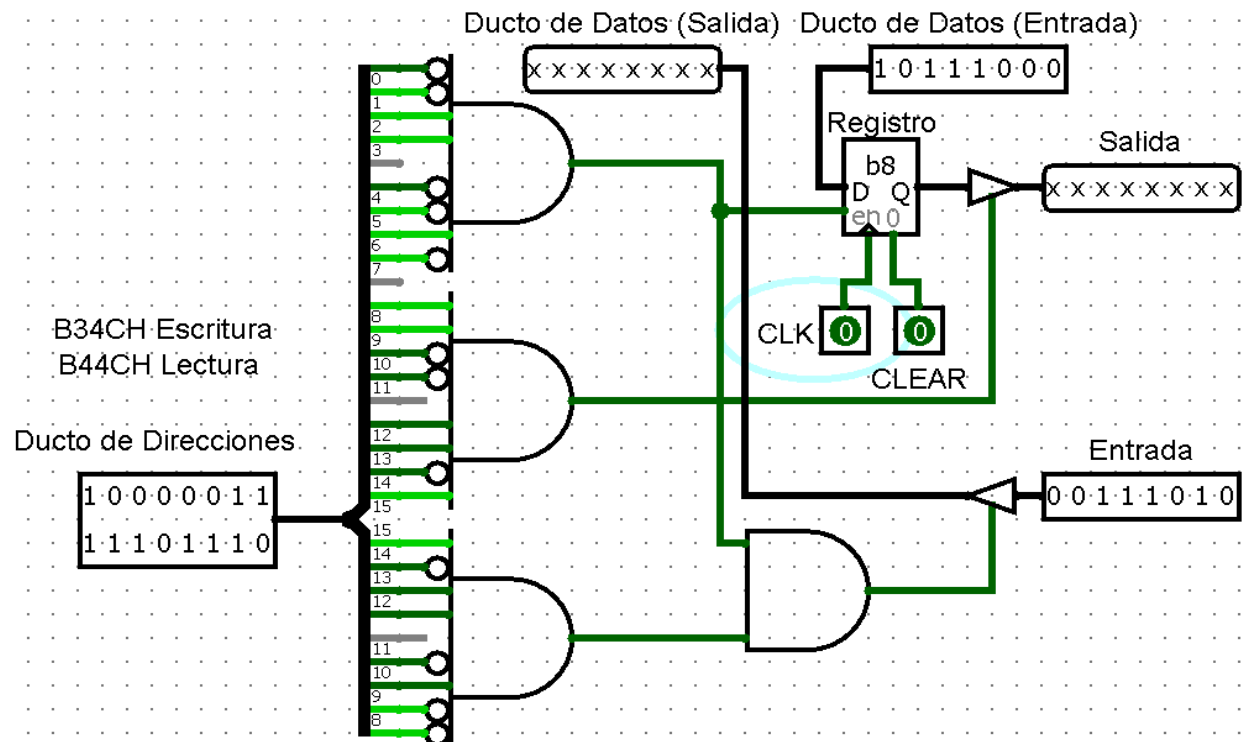 Ducto de Datos (Salida)
Ducto de Datos (Entrada)
x x x x x x x x
1 0 1 1 1 0 0 0
Registro
b8
D Q
en 0
Salida
x x x x x x x x
CLK
0
0
CLEAR
B34CH Escritura
B44CH Lectura
Ducto de Direcciones
1 0 0 0 0 0 1 1
1 1 1 0 1 1 1 0
Entrada
0 0 1 1 1 0 1 0
0
1
2
3
4
5
6
7
8
9
10
11
12
13
14
15
15
14
13
12
11
10
9
8